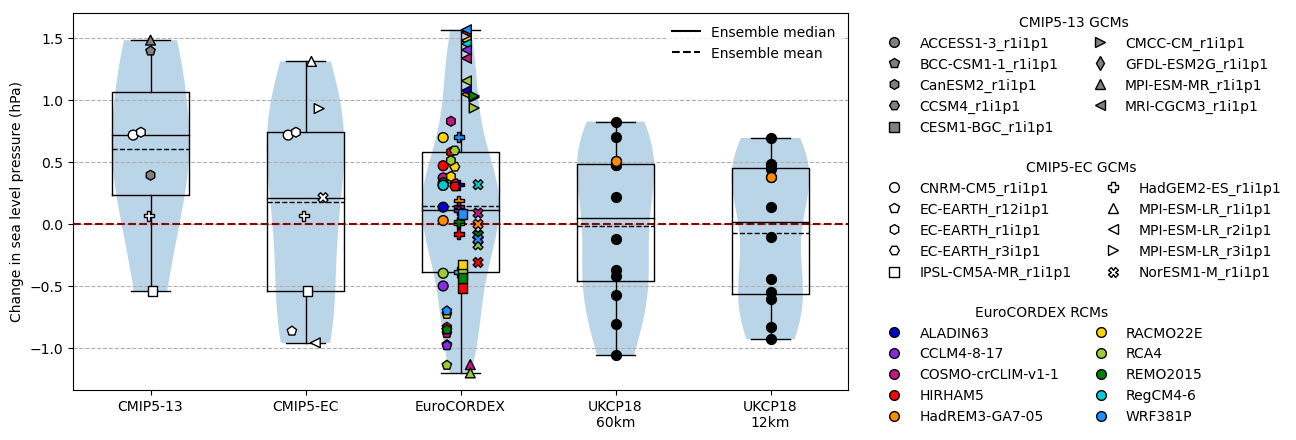 Change in sea level pressure (hPa)
1.5
1.0
0.5
0.0
−0.5
−1.0
CMIP5-13
CMIP5-EC
EuroCORDEX
UKCP18
60km
UKCP18
12km
Ensemble median
Ensemble mean
CMIP5-13 GCMs
ACCESS1-3_r1i1p1
BCC-CSM1-1_r1i1p1
CanESM2_r1i1p1
CCSM4_r1i1p1
CESM1-BGC_r1i1p1
CMCC-CM_r1i1p1
GFDL-ESM2G_r1i1p1
MPI-ESM-MR_r1i1p1
MRI-CGCM3_r1i1p1
CMIP5-EC GCMs
CNRM-CM5_r1i1p1
EC-EARTH_r12i1p1
EC-EARTH_r1i1p1
EC-EARTH_r3i1p1
IPSL-CM5A-MR_r1i1p1
HadGEM2-ES_r1i1p1
MPI-ESM-LR_r1i1p1
MPI-ESM-LR_r2i1p1
MPI-ESM-LR_r3i1p1
NorESM1-M_r1i1p1
EuroCORDEX RCMs
ALADIN63
CCLM4-8-17
COSMO-crCLIM-v1-1
HIRHAM5
HadREM3-GA7-05
RACMO22E
RCA4
REMO2015
RegCM4-6
WRF381P